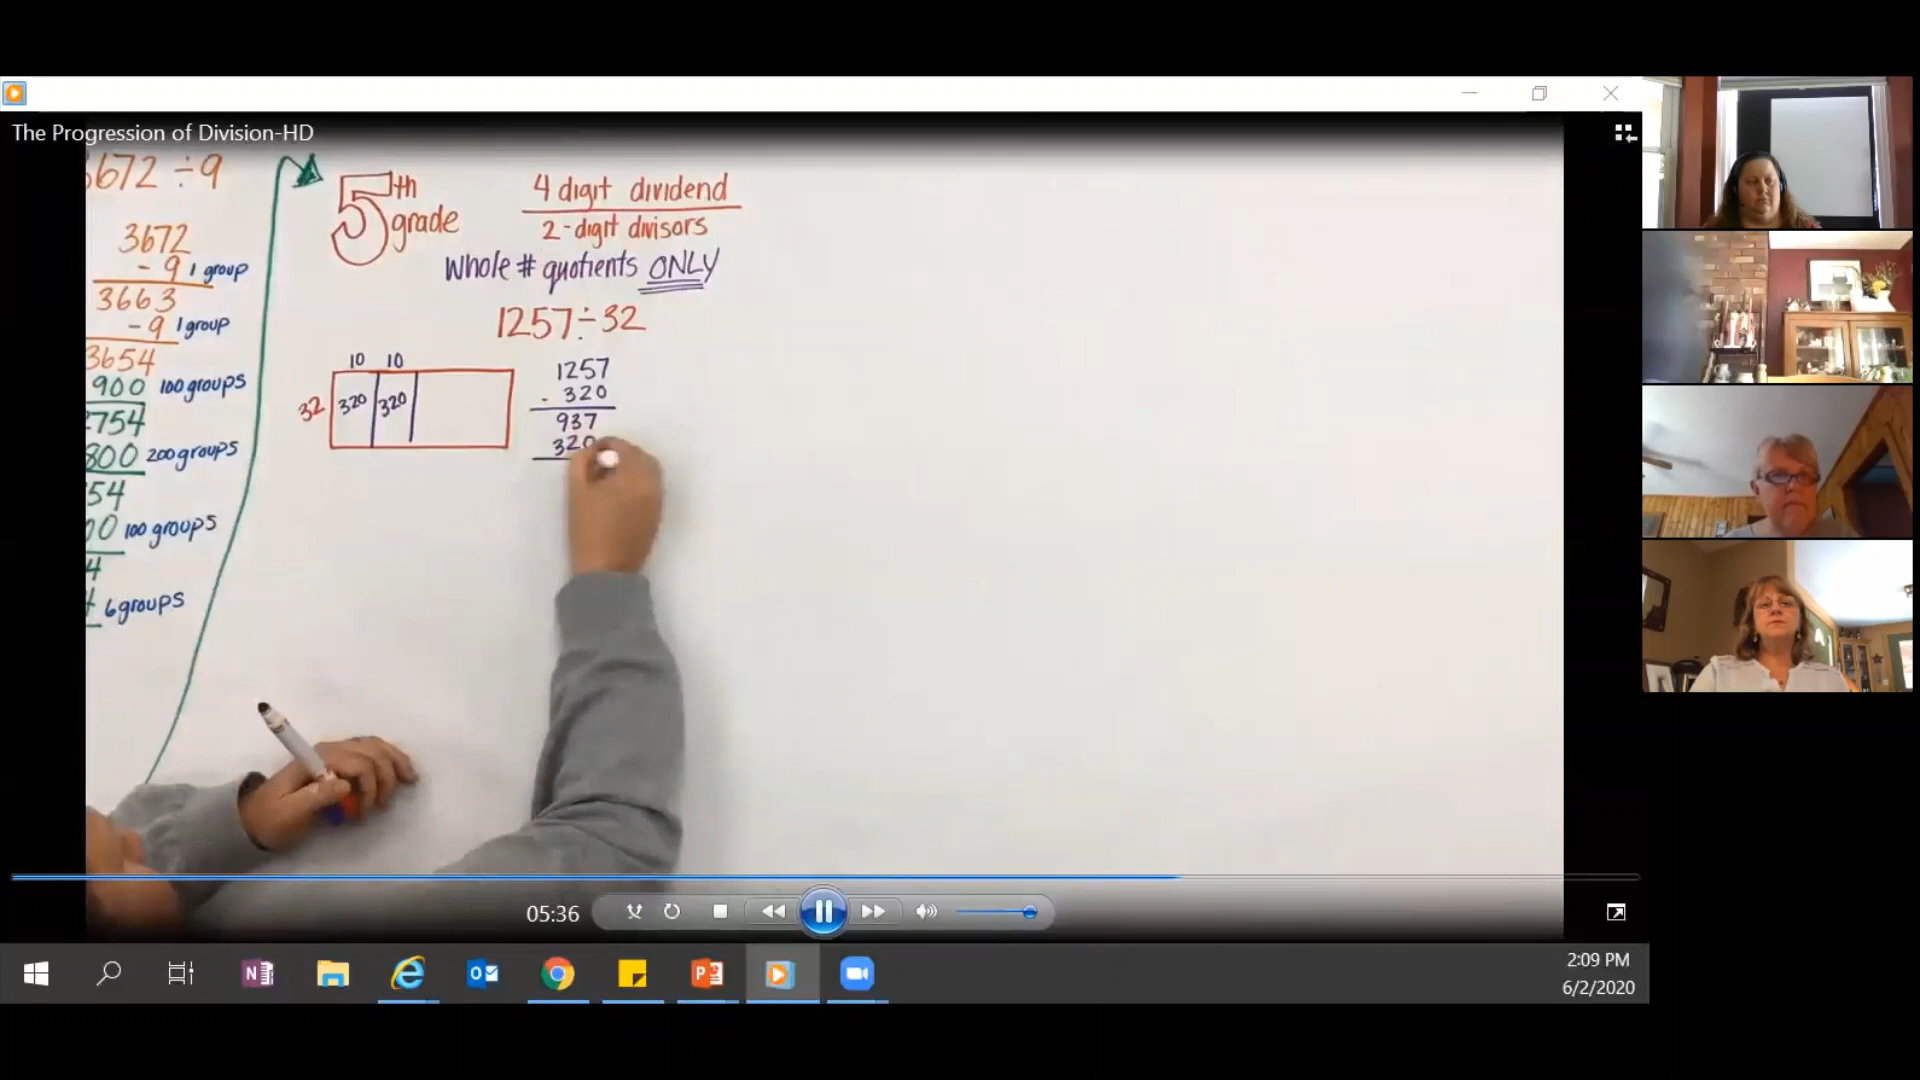 The Progression of Division-HD
3672 ÷ 9
3672
- 9 1 group
3663
- 9 1 group
3654
900 100 groups
2754
800 200 groups
54
00 100 groups
4
6 groups
5th grade
4 digit dividend
2-digit divisors
Whole # quotients ONLY
1257 ÷ 32
10 10
32 320 320
1257
- 320
937
320
05:36
2:09 PM
6/2/2020